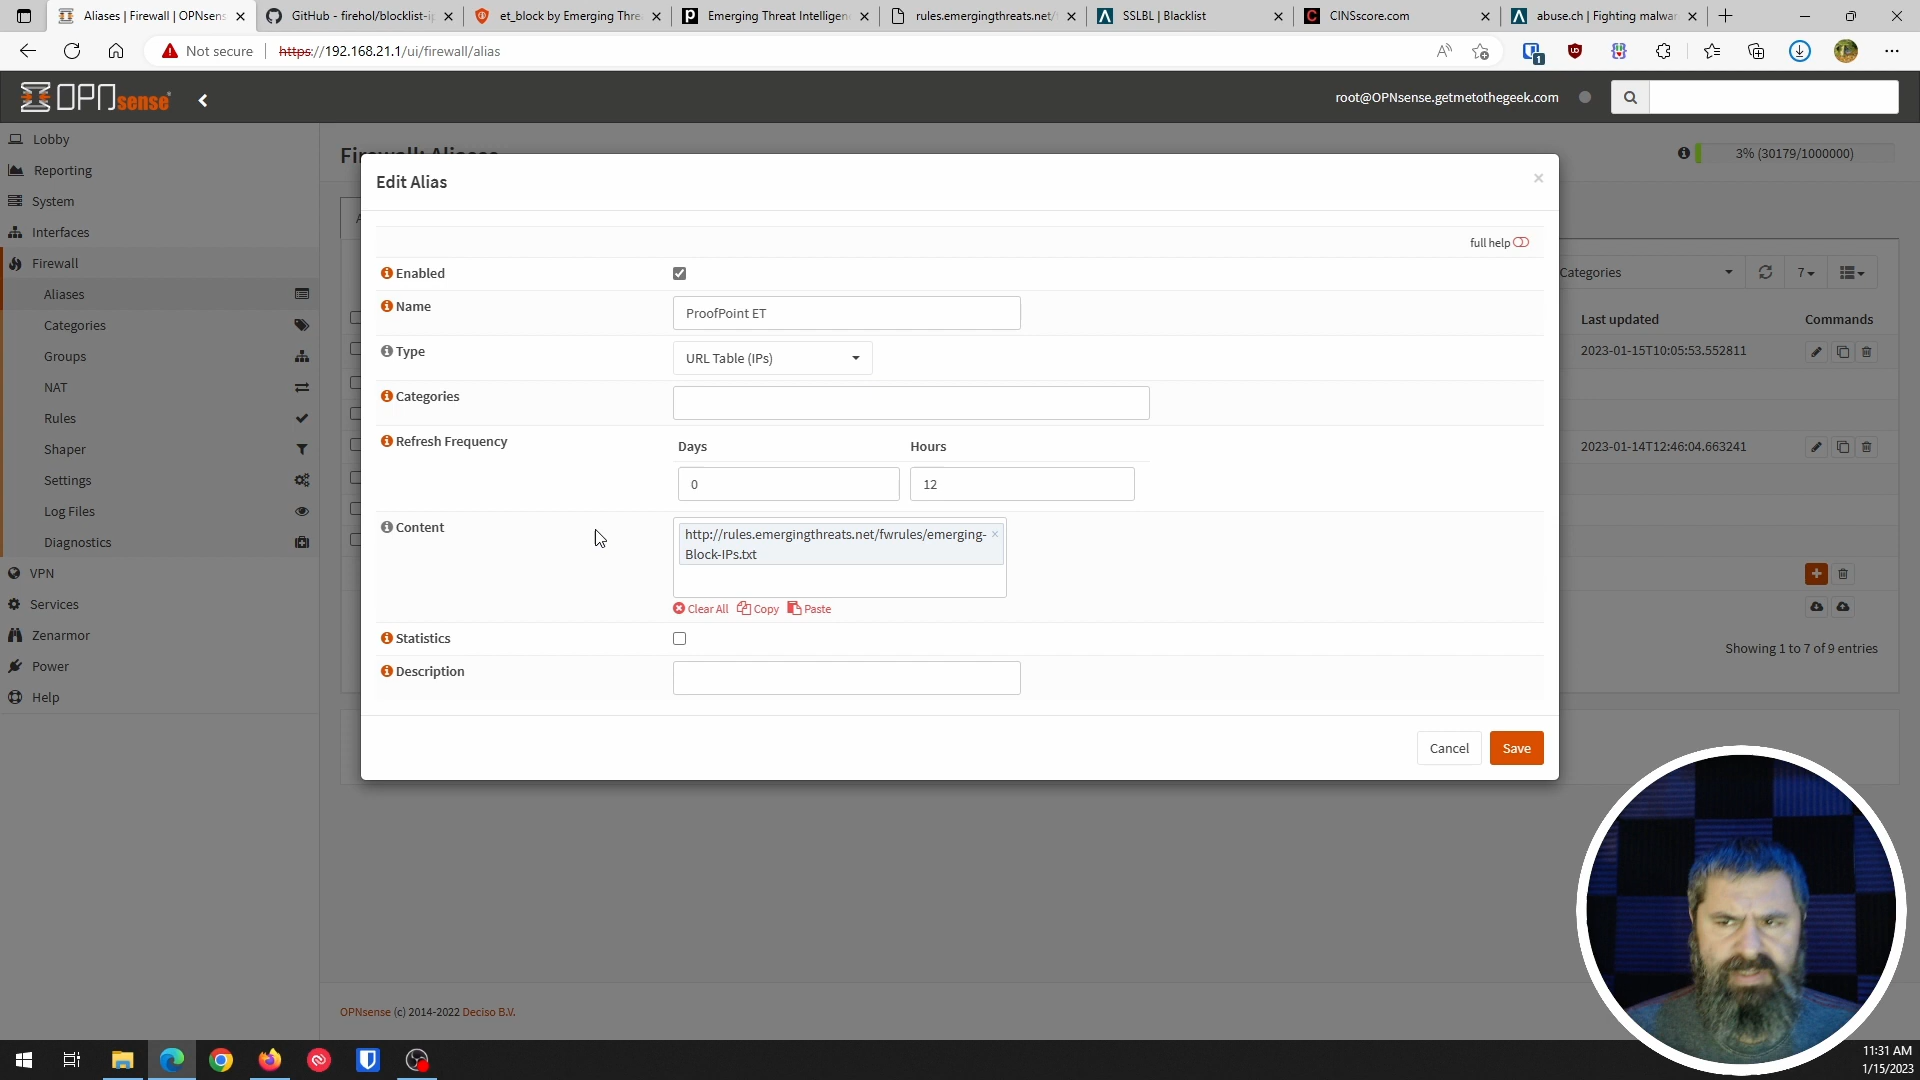 Aliases | Firewall | OPNsens
GitHub - firehol/blocklist-ip
et_block by Emerging Thre
Emerging Threat Intelligen
rules.emergingthreats.net/
SSLBL | Blacklist
CINSscore.com
abuse.ch | Fighting malwar
Not secure
https://192.168.21.1/ui/firewall/alias
1
OPNsense
root@OPNsense.getmetothegeek.com
Lobby
Reporting
System
Interfaces
Firewall
Aliases
Categories
Groups
NAT
Rules
Shaper
Settings
Log Files
Diagnostics
VPN
Services
Zenarmor
Power
Help
Firewall: Aliases
3% (30179/1000000)
Categories
7
Last updated
Commands
2023-01-15T10:05:53.552811
2023-01-14T12:46:04.663241
Showing 1 to 7 of 9 entries
Edit Alias
full help
Enabled
Name
ProofPoint ET
Type
URL Table (IPs)
Categories
Refresh Frequency
Days
Hours
0
12
Content
http://rules.emergingthreats.net/fwrules/emerging-
Block-IPs.txt
Clear All
Copy
Paste
Statistics
Description
Cancel
Save
OPNsense (c) 2014-2022 Deciso B.V.
11:31 AM
1/15/2023